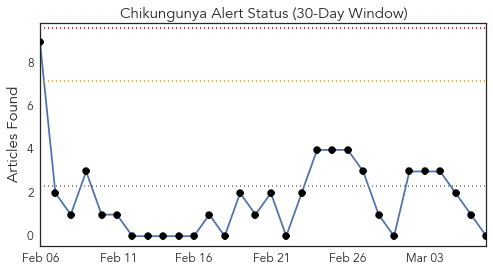 Chikungunya Alert Status (30-Day Window)
Articles Found
8
6
4
2
0
Feb 06 Feb 11 Feb 16 Feb 21 Feb 26 Mar 03